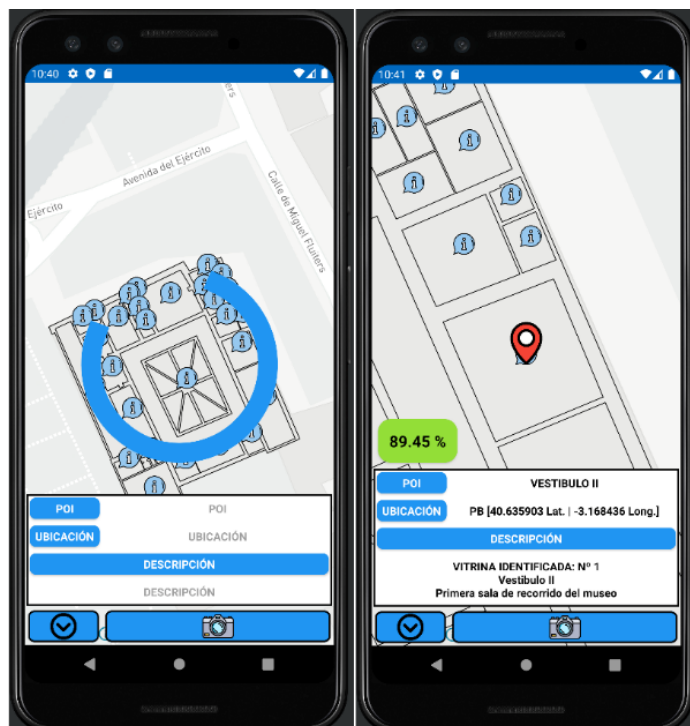 10:40
Avenida del Ejército
Ejército
Calle de Miguel Fluiters
POI
POI
UBICACIÓN
UBICACIÓN
DESCRIPCIÓN
DESCRIPCIÓN
10:41
89.45 %
POI
VESTIBULO II
UBICACIÓN
PB [40.635903 Lat. | -3.168436 Long.]
DESCRIPCIÓN
VITRINA IDENTIFICADA: Nº 1
Vestibulo II
Primera sala de recorrido del museo